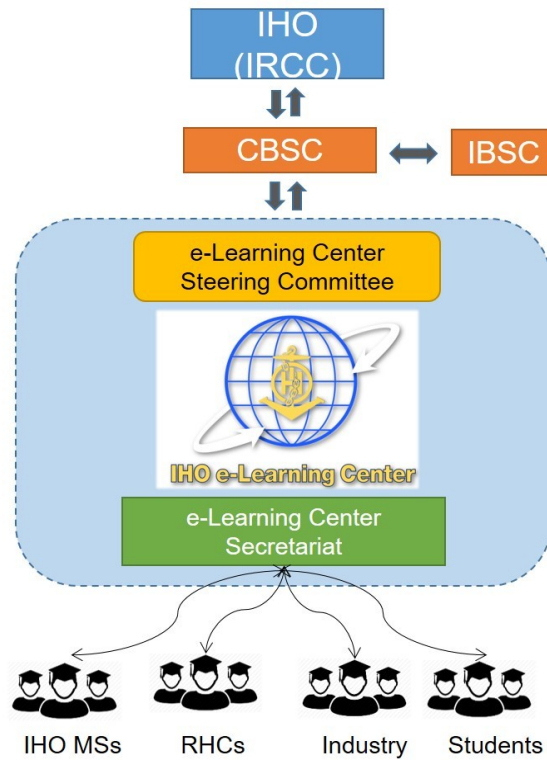 IHO
(IRCC)
CBSC
IBSC
e-Learning Center
Steering Committee
IHO e-Learning Center
e-Learning Center
Secretariat
IHO MSs
RHCs
Industry
Students